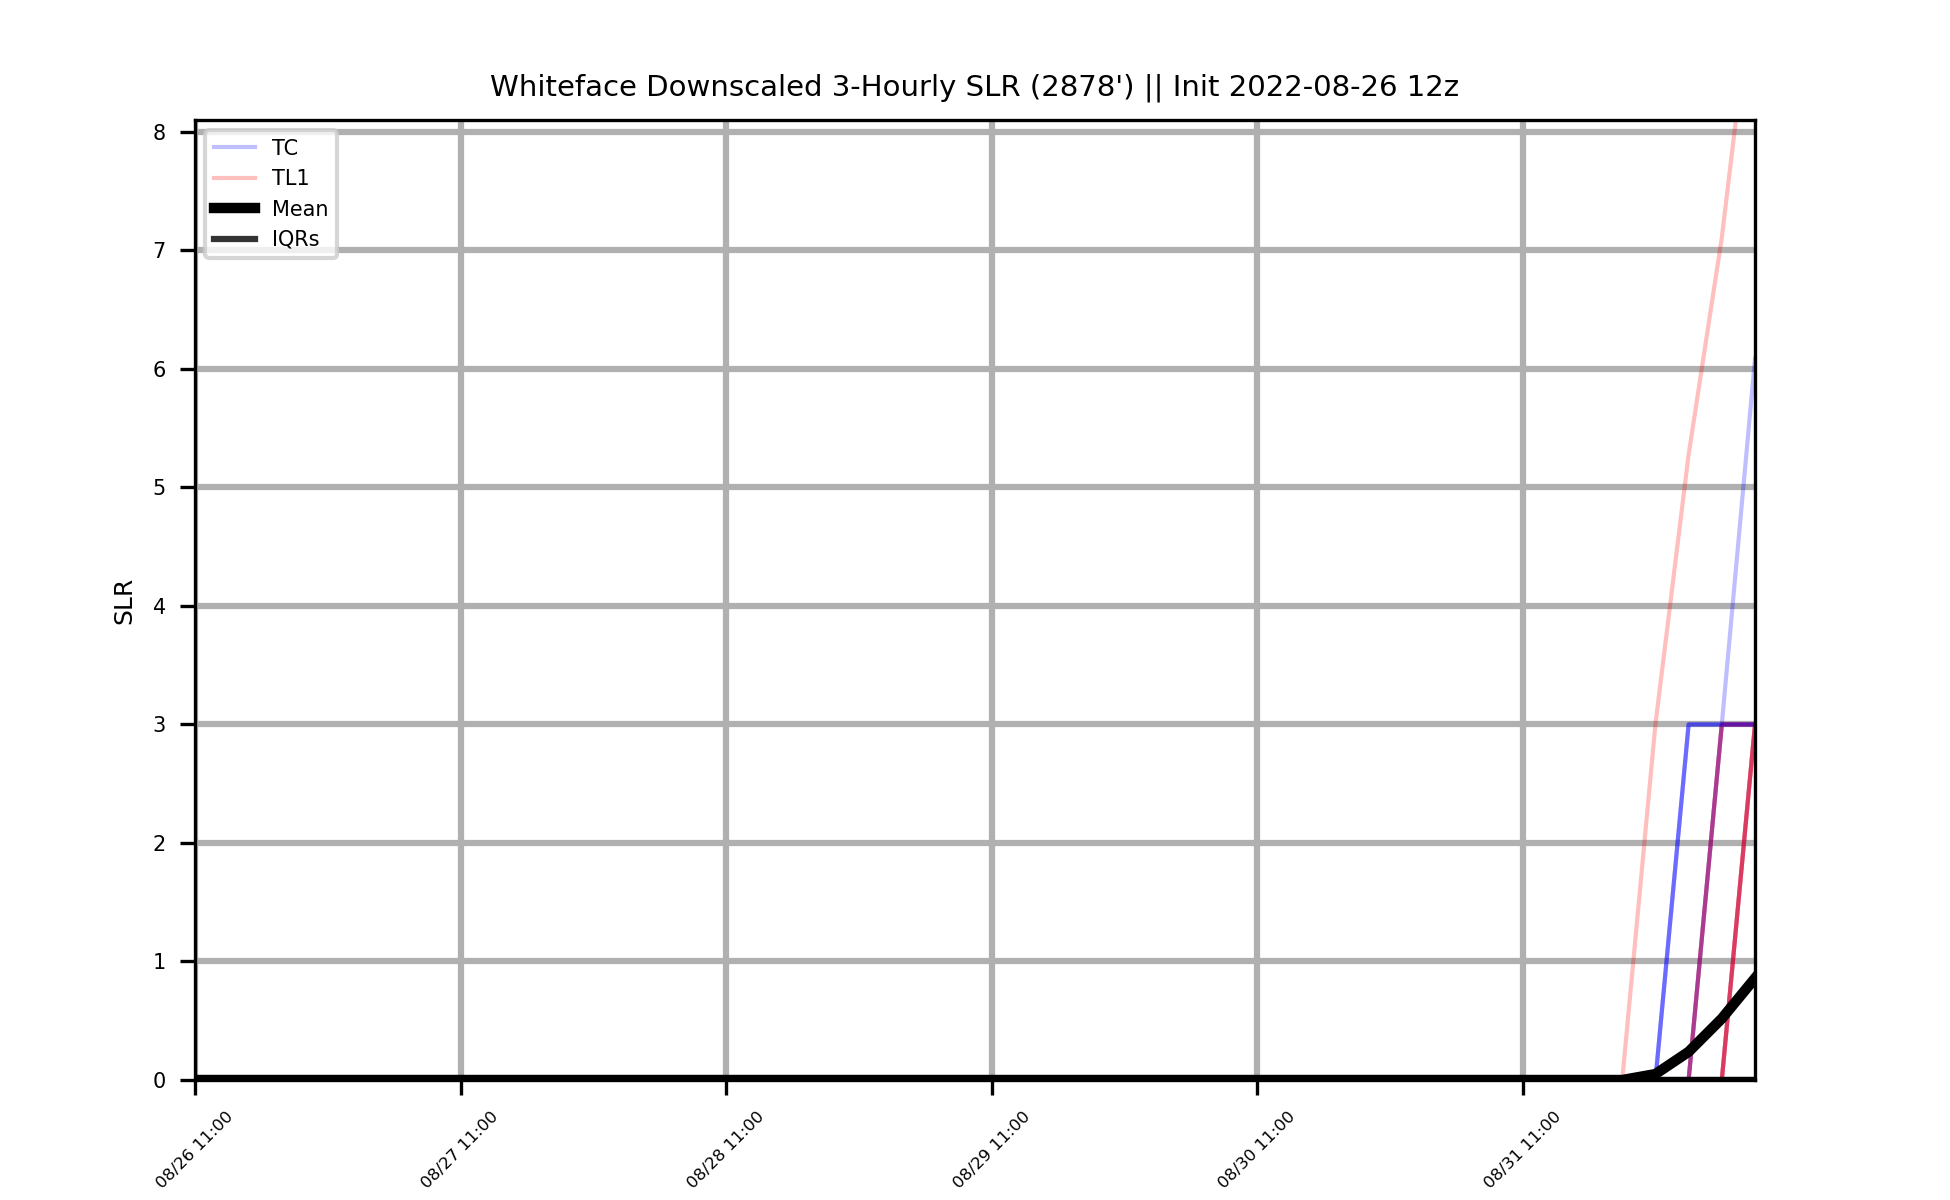 Whiteface Downscaled 3-Hourly SLR (2878') || Init 2022-08-26 12z
TC
TL1
Mean
IQRs
8
7
6
5
4
3
2
1
0
SLR
08/26 11:00
08/27 11:00
08/28 11:00
08/29 11:00
08/30 11:00
08/31 11:00